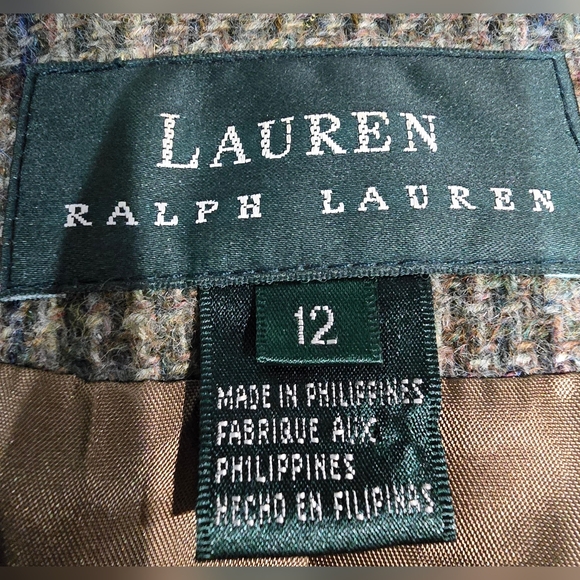 LAUREN
RALPH LAUREN
12
MADE IN PHILIPPINES
FABRIQUE AUX
PHILIPPINES
HECHO EN FILIPINAS